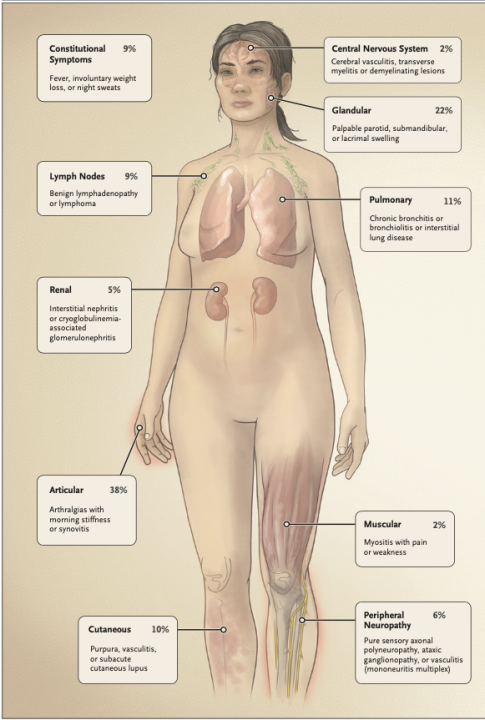 Constitutional 9%
Symptoms
Fever, involuntary weight
loss, or night sweats
Central Nervous System 2%
Cerebral vasculitis, transverse
myelitis or demyelinating lesions
Glandular 22%
Palpable parotid, submandibular,
or lacrimal swelling
Lymph Nodes 9%
Benign lymphadenopathy
or lymphoma
Pulmonary 11%
Chronic bronchitis or
bronchiolitis or interstitial
lung disease
Renal 5%
Interstitial nephritis
or cryoglobulinemia-
associated
glomerulonephritis
Articular 38%
Arthralgias with
morning stiffness
or synovitis
Muscular 2%
Myositis with pain
or weakness
Cutaneous 10%
Purpura, vasculitis,
or subacute
cutaneous lupus
Peripheral 6%
Neuropathy
Pure sensory axonal
polyneuropathy, ataxic
ganglionopathy, or vasculitis
(mononeuritis multiplex)